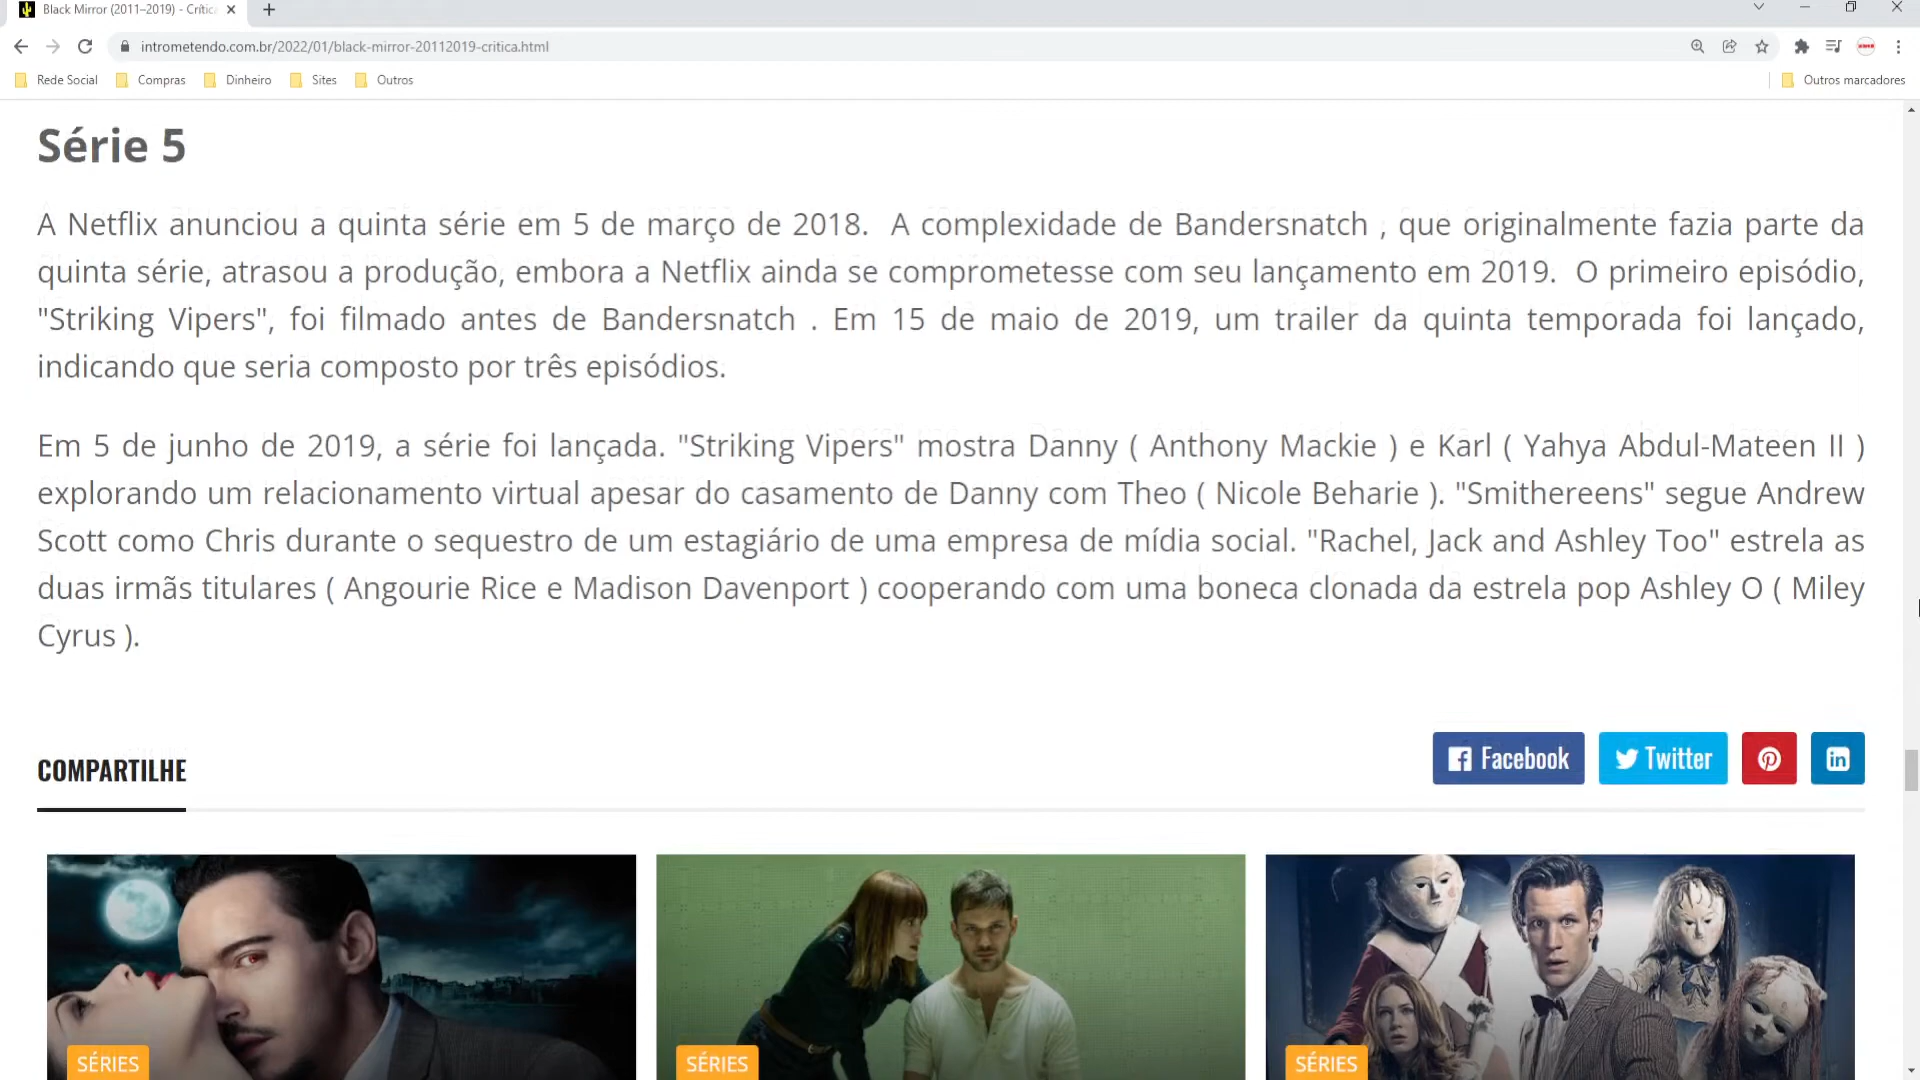 Black Mirror (2011–2019) - Crític
intrometendo.com.br/2022/01/black-mirror-20112019-critica.html
Rede Social Compras Dinheiro Sites Outros Outros marcadores
Série 5
A Netflix anunciou a quinta série em 5 de março de 2018.  A complexidade de Bandersnatch , que originalmente fazia parte da
quinta série, atrasou a produção, embora a Netflix ainda se comprometesse com seu lançamento em 2019.  O primeiro episódio,
"Striking Vipers", foi filmado antes de Bandersnatch . Em 15 de maio de 2019, um trailer da quinta temporada foi lançado,
indicando que seria composto por três episódios.
Em 5 de junho de 2019, a série foi lançada. "Striking Vipers" mostra Danny ( Anthony Mackie ) e Karl ( Yahya Abdul-Mateen II )
explorando um relacionamento virtual apesar do casamento de Danny com Theo ( Nicole Beharie ). "Smithereens" segue Andrew
Scott como Chris durante o sequestro de um estagiário de uma empresa de mídia social. "Rachel, Jack and Ashley Too" estrela as
duas irmãs titulares ( Angourie Rice e Madison Davenport ) cooperando com uma boneca clonada da estrela pop Ashley O ( Miley
Cyrus ).
COMPARTILHE
Facebook Twitter
SÉRIES SÉRIES SÉRIES